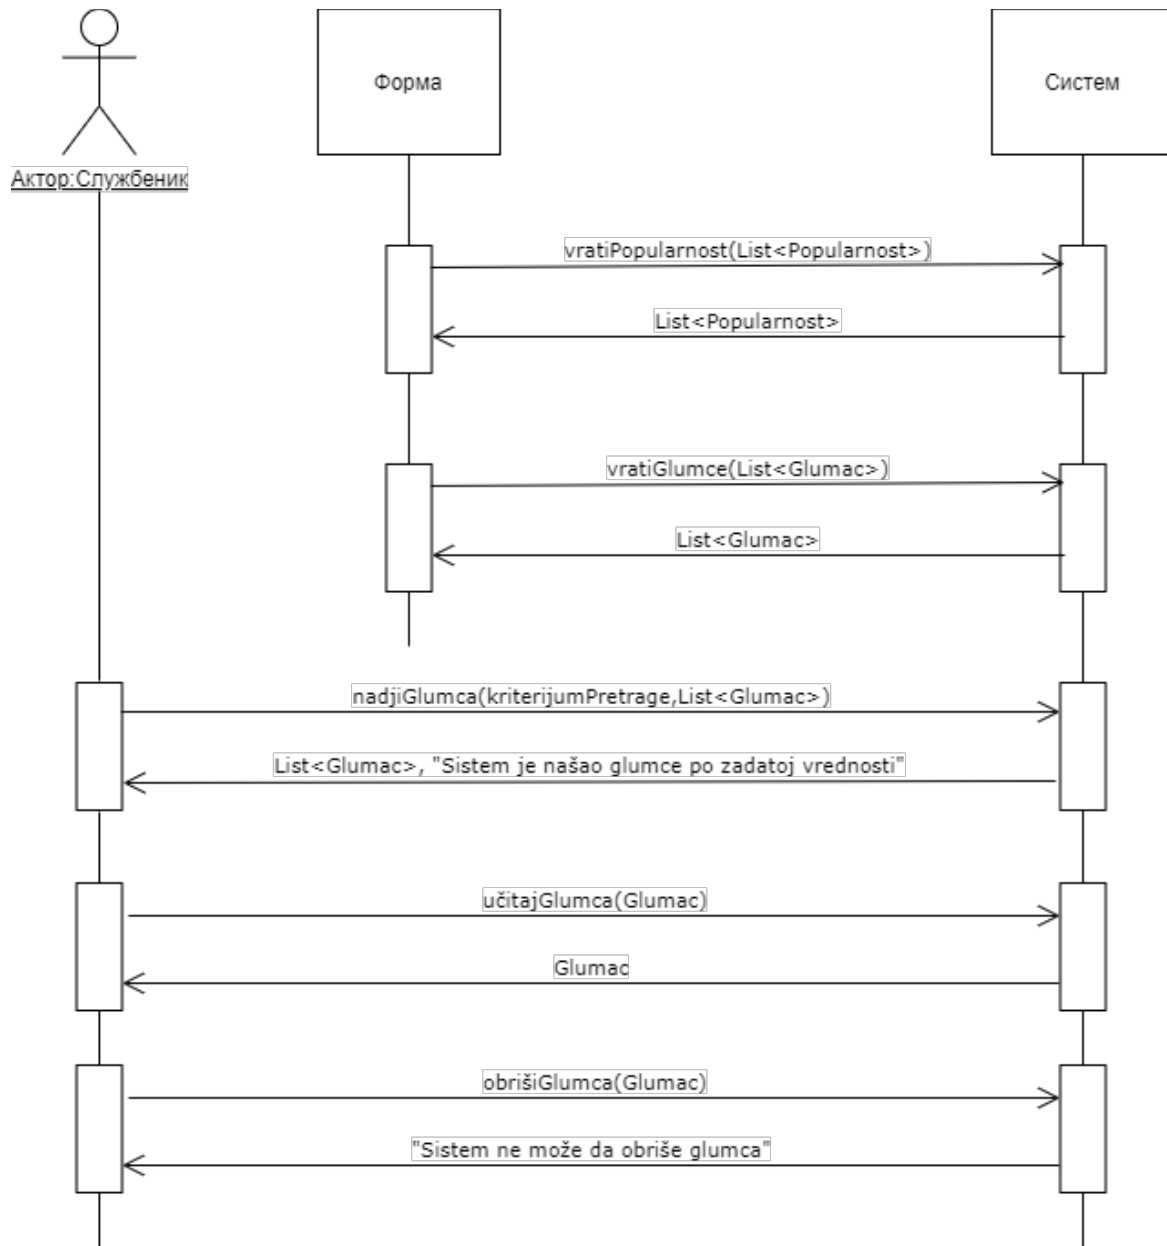 Форма
Систем
Актор:Службеник
vratiPopularnost(List<Popularnost>)
List<Popularnost>
vratiGlumce(List<Glumac>)
List<Glumac>
nadjiGlumca(kriterijumPretrage,List<Glumac>)
List<Glumac>, "Sistem je našao glumce po zadatoj vrednosti"
učitajGlumca(Glumac)
Glumac
obrišiGlumca(Glumac)
"Sistem ne može da obriše glumca"